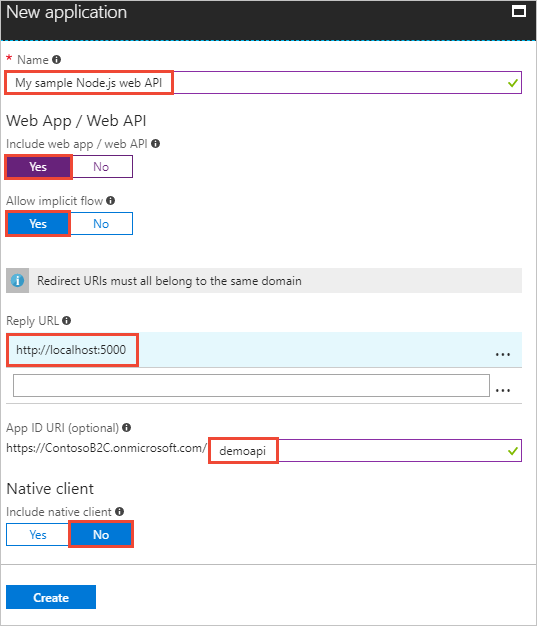 New application
* Name
My sample Node.js web API
Web App / Web API
Include web app / web API
Yes No
Allow implicit flow
Yes No
Redirect URIs must all belong to the same domain
Reply URL
http://localhost:5000 ...
...
App ID URI (optional)
https://ContosoB2C.onmicrosoft.com/ demoapi
Native client
Include native client
Yes No
Create